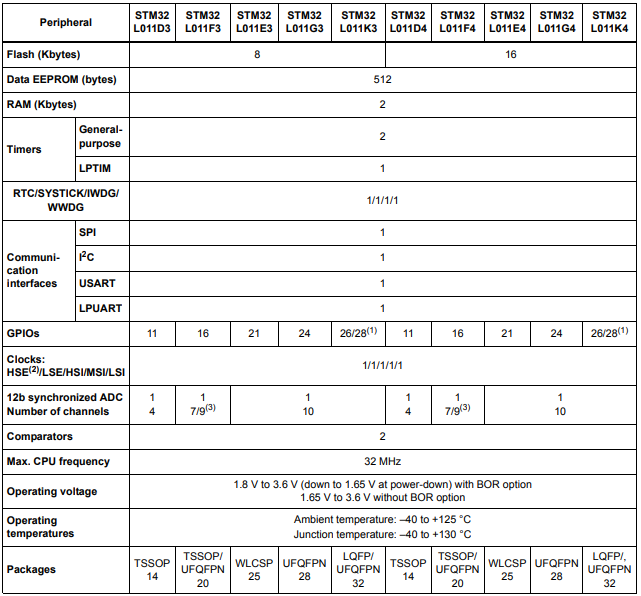 Peripheral STM32 L011D3 STM32 L011F3 STM32 L011E3 STM32 L011G3 STM32 L011K3 STM32 L011D4 STM32 L011F4 STM32 L011E4 STM32 L011G4 STM32 L011K4
Flash (Kbytes) 8 16
Data EEPROM (bytes) 512
RAM (Kbytes) 2
Timers
General-
purpose
2
LPTIM 1
RTC/SYSTICK/IWDG/
WWDG
1/1/1/1
Communi-
cation
interfaces
SPI 1
I2C 1
USART 1
LPUART 1
GPIOs 11 16 21 24 26/28(1) 11 16 21 24 26/28(1)
Clocks:
HSE(2)/LSE/HSI/MSI/LSI
1/1/1/1/1
12b synchronized ADC 1 1 1 1 1 1
Number of channels 4 7/9(3) 10 4 7/9(3) 10
Comparators 2
Max. CPU frequency 32 MHz
Operating voltage
1.8 V to 3.6 V (down to 1.65 V at power-down) with BOR option
1.65 V to 3.6 V without BOR option
Operating
temperatures
Ambient temperature: –40 to +125 °C
Junction temperature: –40 to +130 °C
Packages TSSOP 14 TSSOP/ UFQFPN 20 WLCSP 25 UFQFPN 28 LQFP/ UFQFPN 32 TSSOP 14 TSSOP/ UFQFPN 20 WLCSP 25 UFQFPN 28 LQFP/, UFQFPN 32